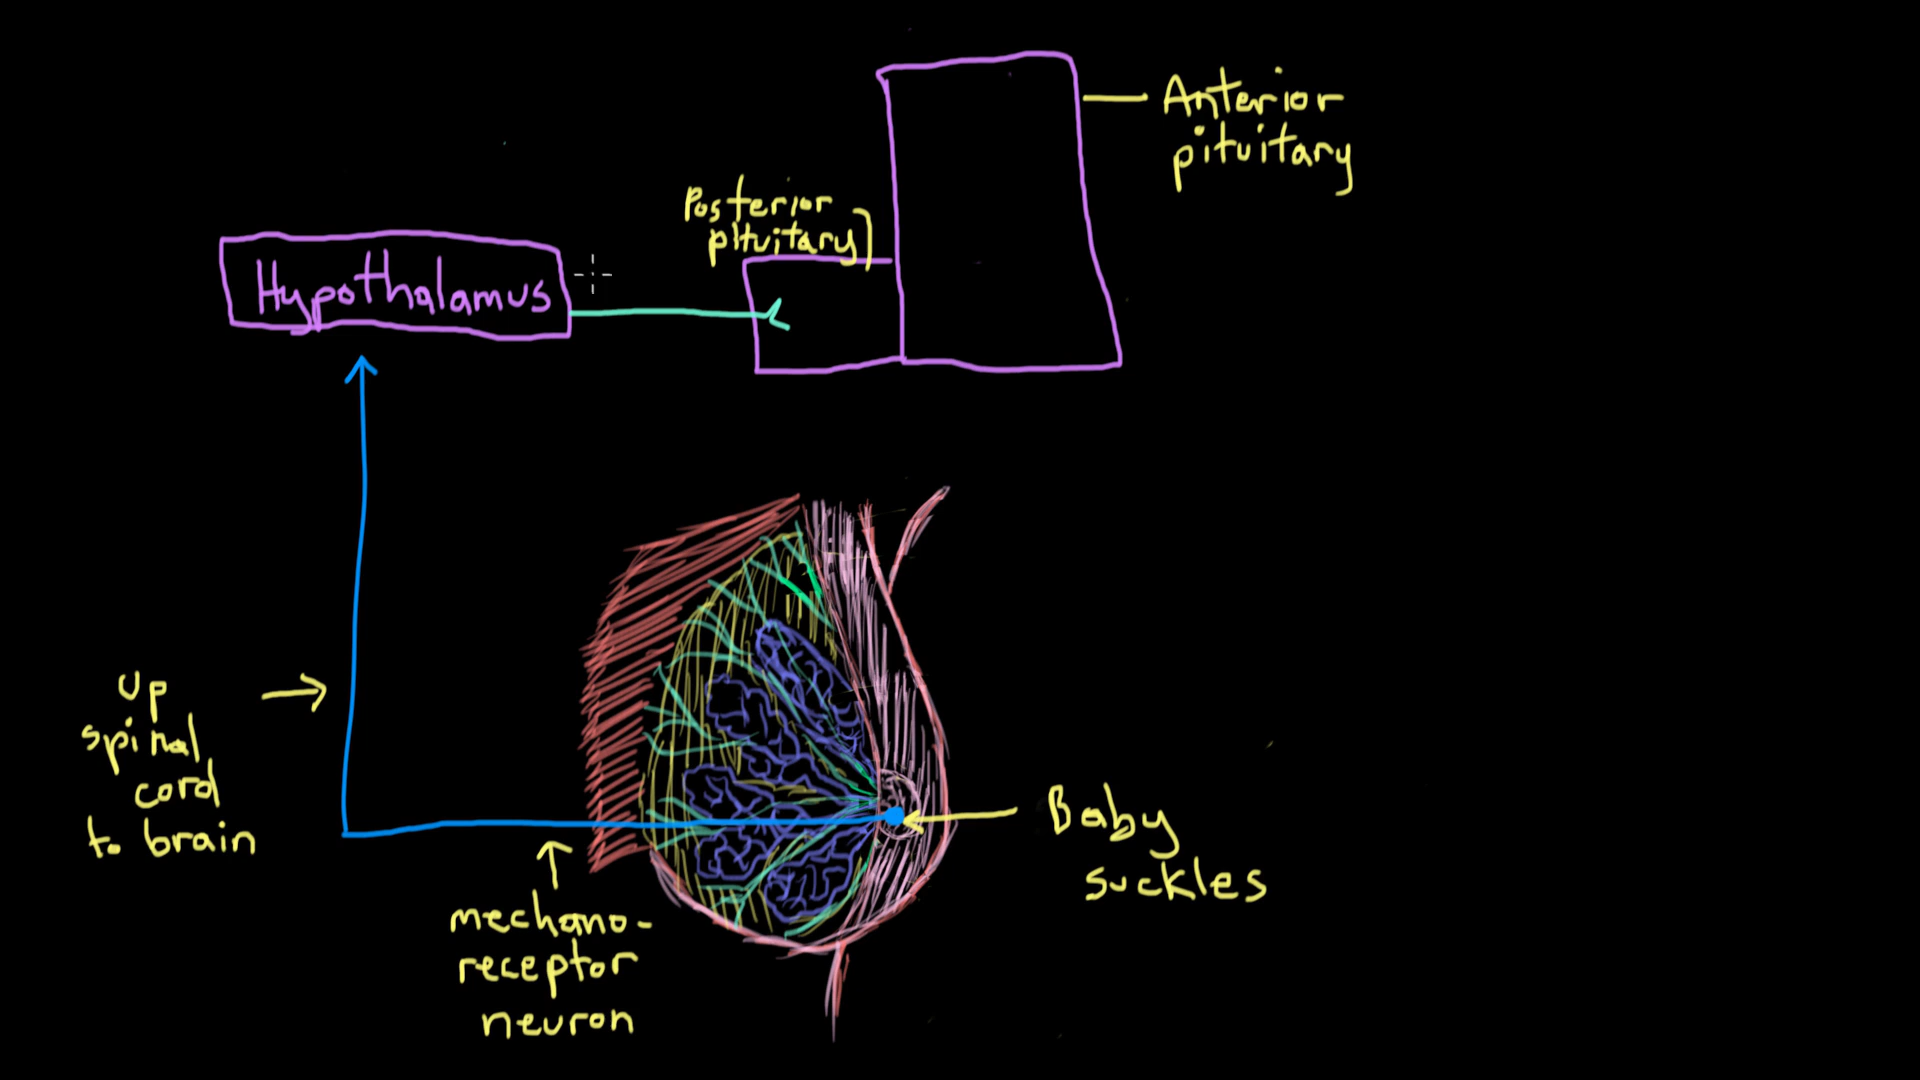 Anterior
pituitary
Posterior
pituitary
Hypothalamus
Up
spinal
cord
to brain
Baby
suckles
mechano-
receptor
neuron